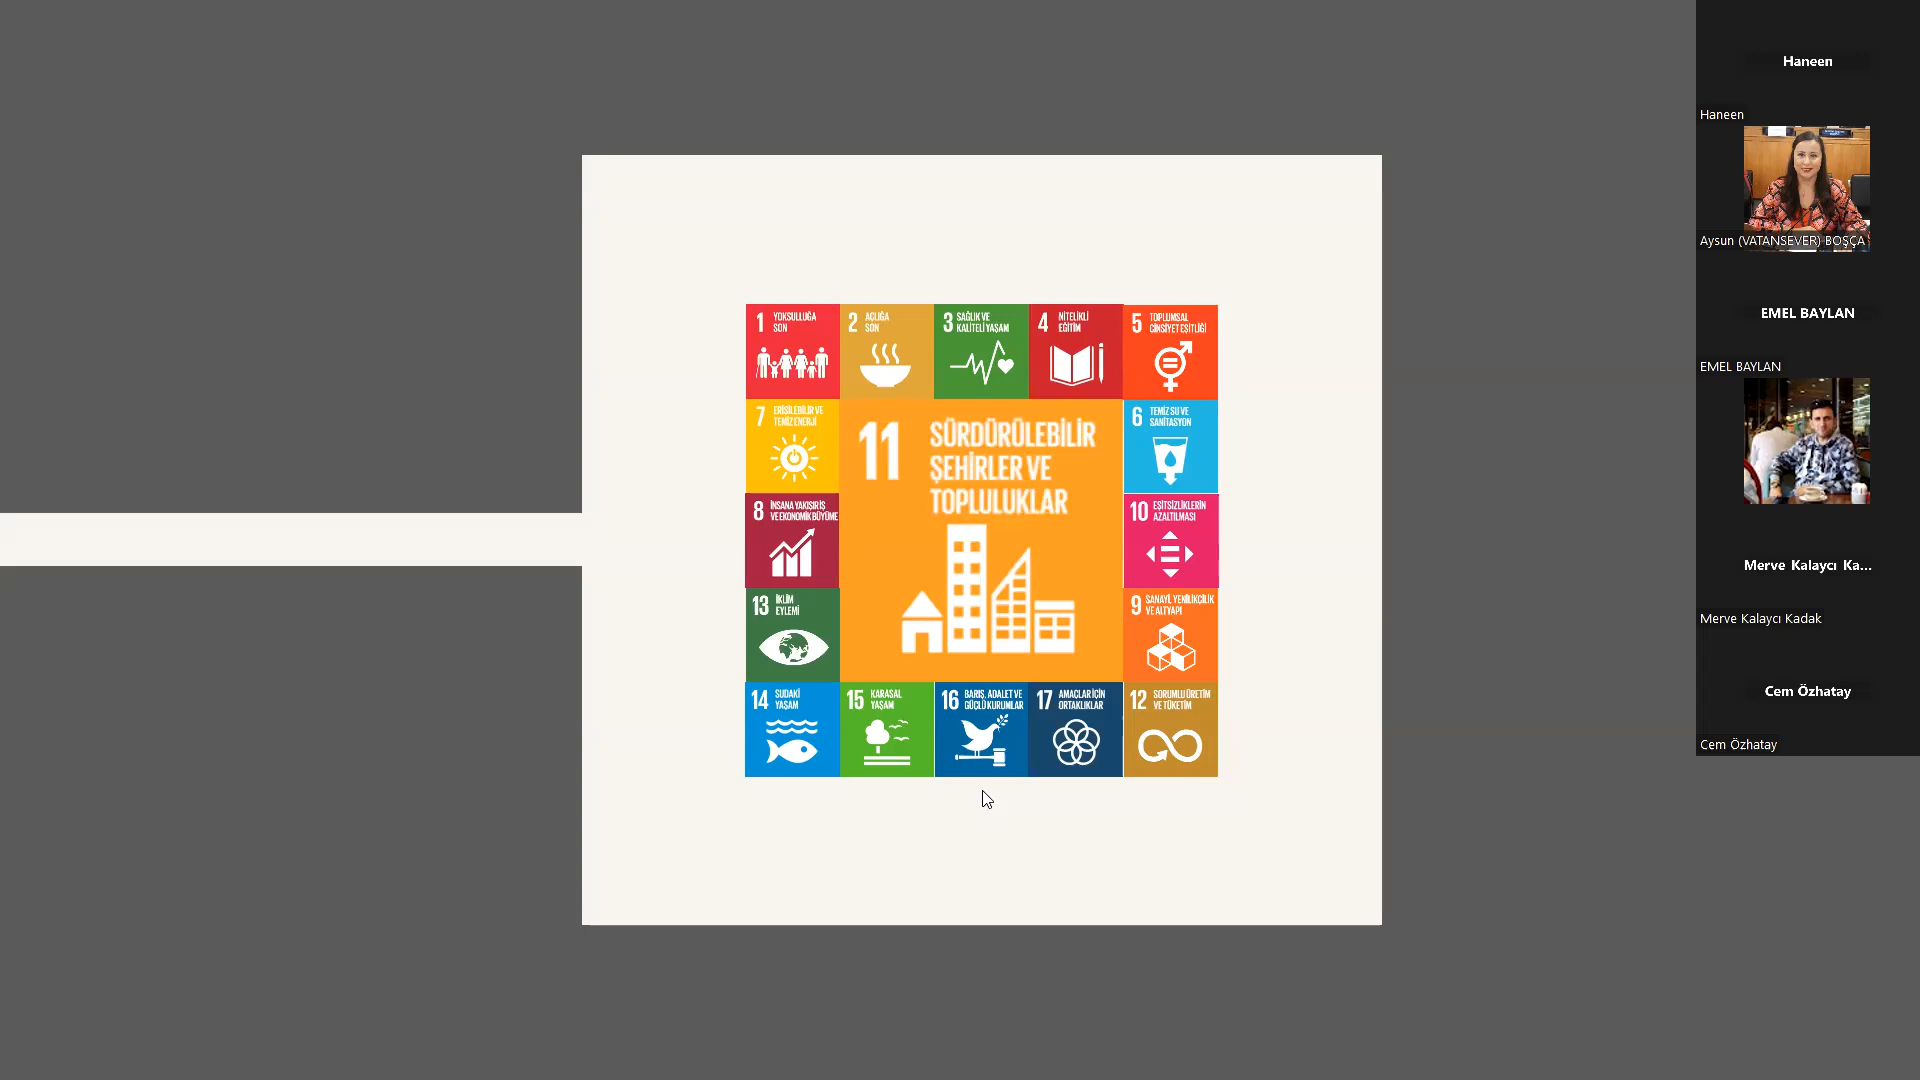 1 YOKSULLUĞA
SON
2 AÇLIĞA
SON
3 SAĞLIK VE
KALİTELİ YAŞAM
4 NİTELİKLİ
EĞİTİM
5 TOPLUMSAL
CİNSİYET EŞİTLİĞİ
7 ERİŞİLEBİLİR VE
TEMİZ ENERJİ
11 SÜRDÜRÜLEBİLİR
ŞEHİRLER VE
TOPLULUKLAR
6 TEMİZ SU VE
SANİTASYON
8 İNSANA YAKIŞIR İŞ
VE EKONOMİK BÜYÜME
10 EŞİTSİZLİKLERİN
AZALTILMASI
13 İKLİM
EYLEMİ
9 SANAYİ, YENİLİKÇİLİK
VE ALTYAPI
14 SUDAKİ
YAŞAM
15 KARASAL
YAŞAM
16 BARIŞ, ADALET VE
GÜÇLÜ KURUMLAR
17 AMAÇLAR İÇİN
ORTAKLIKLAR
12 SORUMLU ÜRETİM
VE TÜKETİM
Haneen
Haneen
Aysun (VATANSEVER) BOŞÇA
EMEL BAYLAN
EMEL BAYLAN
Merve Kalaycı Ka...
Merve Kalaycı Kadak
Cem Özhatay
Cem Özhatay